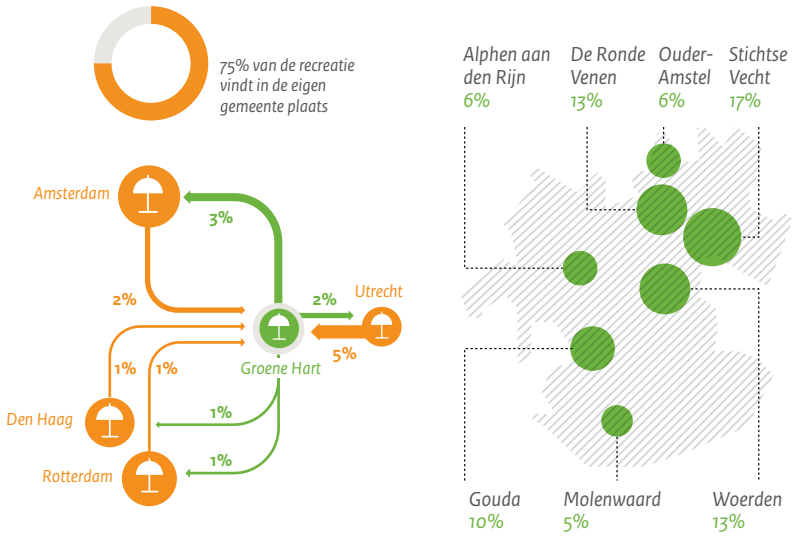 75% van de recreatie
vindt in de eigen
gemeente plaats
Amsterdam
3%
2%
2%
Utrecht
5%
Groene Hart
1%
1%
Den Haag
1%
Rotterdam
1%
Alphen aan
den Rijn
6%
De Ronde
Venen
13%
Ouder-
Amstel
6%
Stichtse
Vecht
17%
Gouda
10%
Molenwaard
5%
Woerden
13%